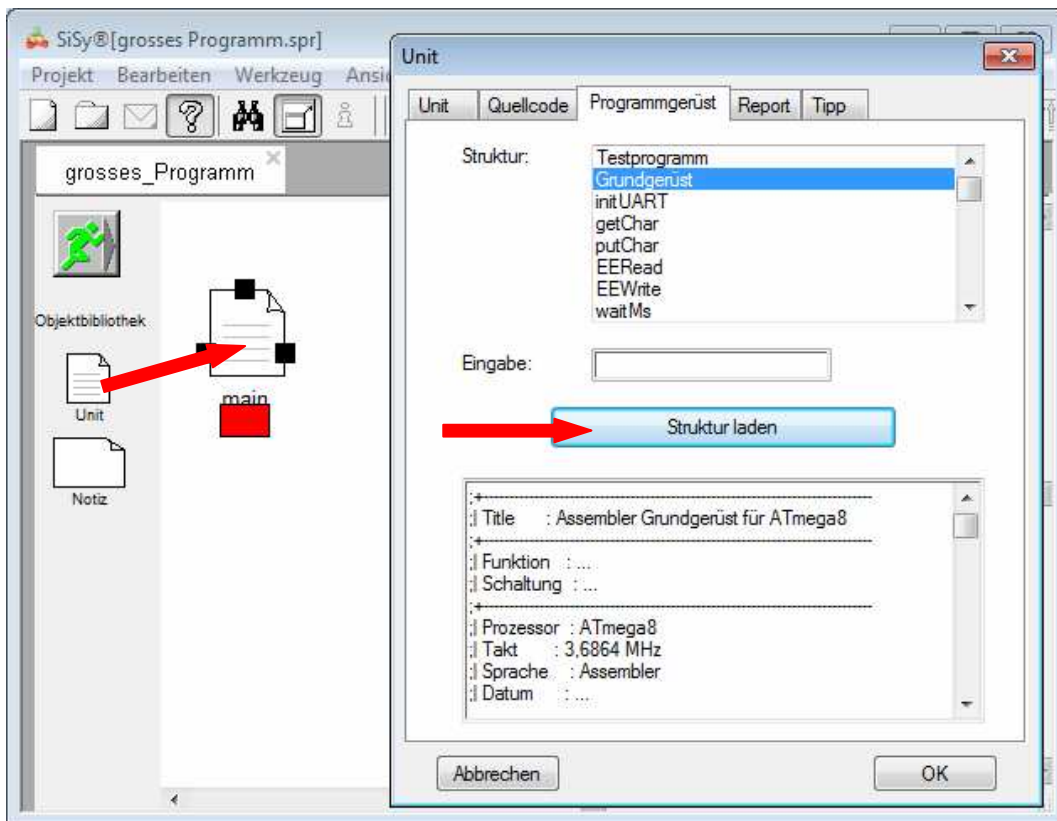 SiSy®[grosses Programm.spr]
Projekt Bearbeiten Werkzeug
grosses_Programm
Objektbibliothek
Unit
Notiz
main
Unit
Unit Quellcode Programmgerüst Report Tipp
Struktur:
Testprogramm
Grundgerüst
initUART
getChar
putChar
EERead
EEWrite
waitMs
Eingabe:
Struktur laden
;+----------------------------------------------------------------------
;| Title : Assembler Grundgerüst für ATmega8
;+----------------------------------------------------------------------
;| Funktion : ...
;| Schaltung : ...
;+----------------------------------------------------------------------
;| Prozessor : ATmega8
;| Takt : 3,6864 MHz
;| Sprache : Assembler
;| Datum : ...
Abbrechen OK